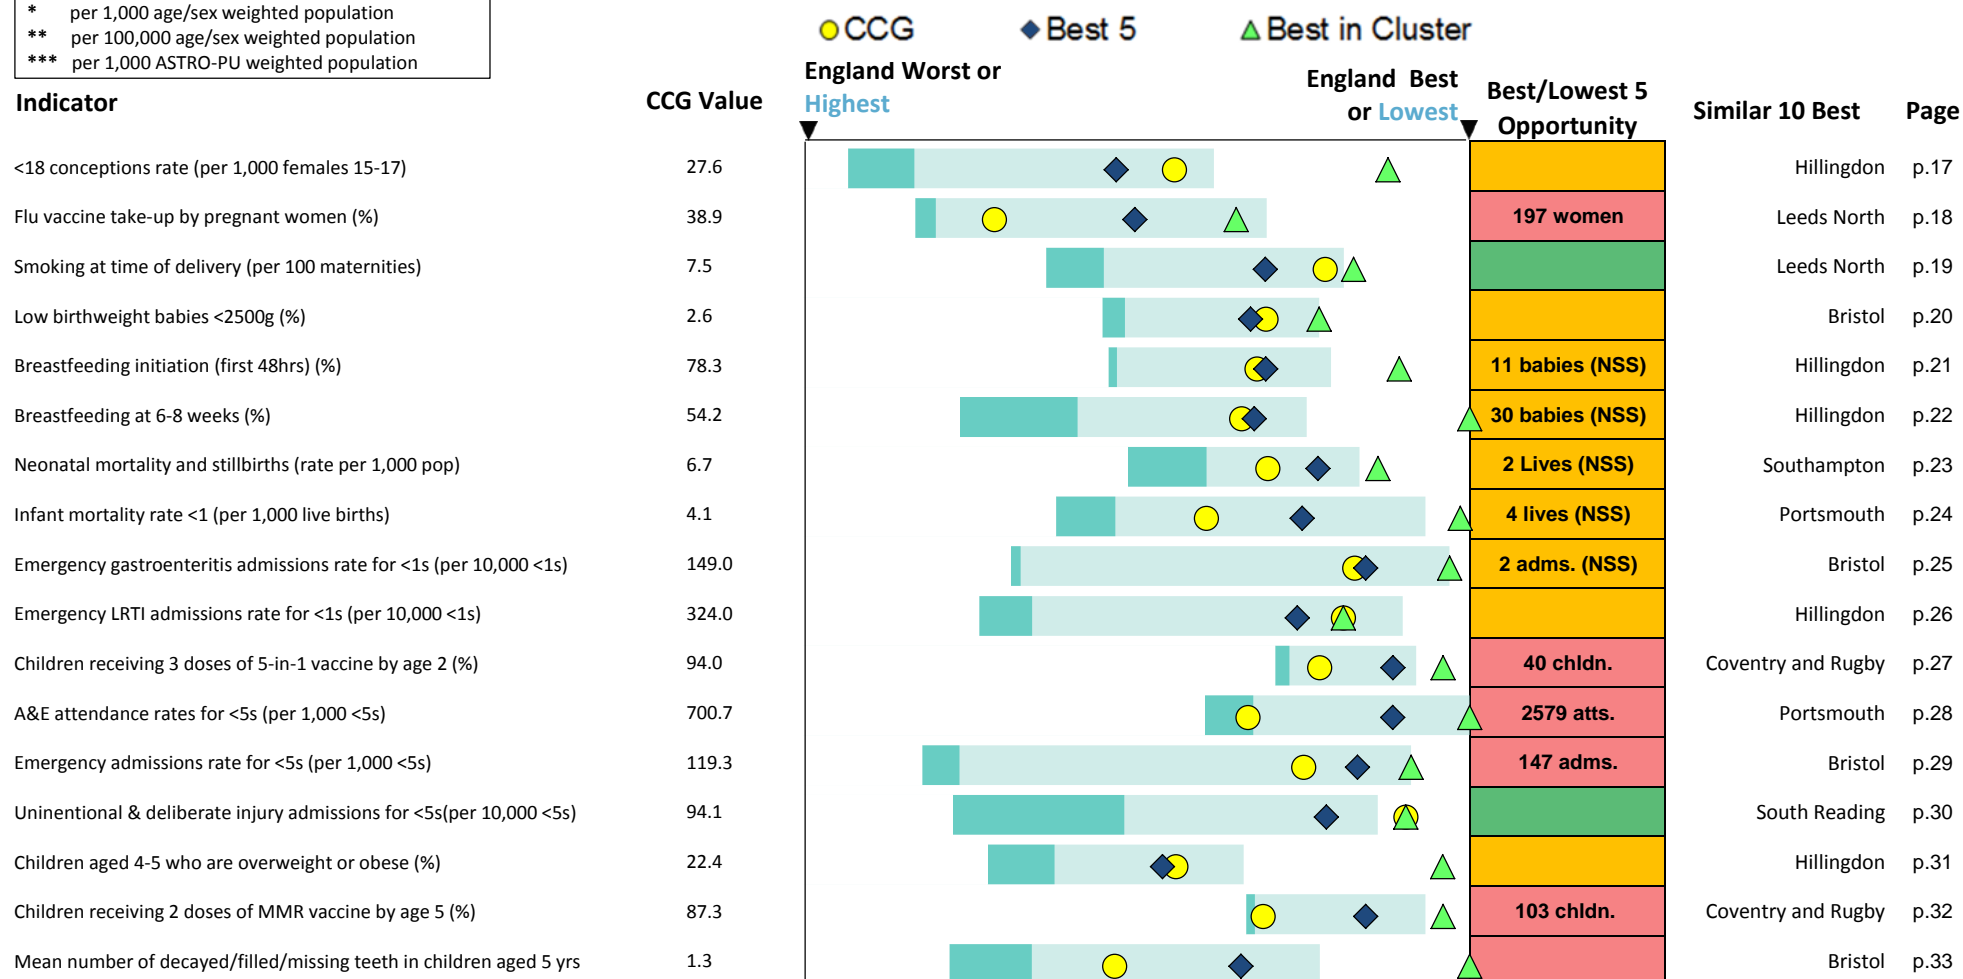 * per 1,000 age/sex weighted population
** per 100,000 age/sex weighted population
*** per 1,000 ASTRO-PU weighted population
CCG Best 5 Best in Cluster
Indicator CCG Value England Worst or Highest England Best or Lowest Best/Lowest 5 Opportunity Similar 10 Best Page
<18 conceptions rate (per 1,000 females 15-17) 27.6 Hillingdon p.17
Flu vaccine take-up by pregnant women (%) 38.9 197 women Leeds North p.18
Smoking at time of delivery (per 100 maternities) 7.5 Leeds North p.19
Low birthweight babies <2500g (%) 2.6 Bristol p.20
Breastfeeding initiation (first 48hrs) (%) 78.3 11 babies (NSS) Hillingdon p.21
Breastfeeding at 6-8 weeks (%) 54.2 30 babies (NSS) Hillingdon p.22
Neonatal mortality and stillbirths (rate per 1,000 pop) 6.7 2 Lives (NSS) Southampton p.23
Infant mortality rate <1 (per 1,000 live births) 4.1 4 lives (NSS) Portsmouth p.24
Emergency gastroenteritis admissions rate for <1s (per 10,000 <1s) 149.0 2 adms. (NSS) Bristol p.25
Emergency LRTI admissions rate for <1s (per 10,000 <1s) 324.0 Hillingdon p.26
Children receiving 3 doses of 5-in-1 vaccine by age 2 (%) 94.0 40 chldn. Coventry and Rugby p.27
A&E attendance rates for <5s (per 1,000 <5s) 700.7 2579 atts. Portsmouth p.28
Emergency admissions rate for <5s (per 1,000 <5s) 119.3 147 adms. Bristol p.29
Uninentional & deliberate injury admissions for <5s(per 10,000 <5s) 94.1 South Reading p.30
Children aged 4-5 who are overweight or obese (%) 22.4 Hillingdon p.31
Children receiving 2 doses of MMR vaccine by age 5 (%) 87.3 103 chldn. Coventry and Rugby p.32
Mean number of decayed/filled/missing teeth in children aged 5 yrs 1.3 Bristol p.33